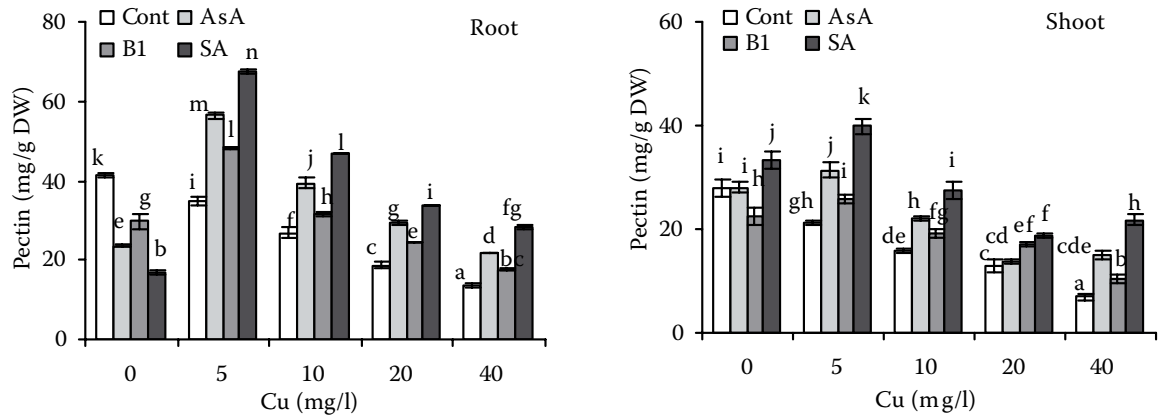 80
Cont AsA
B1 SA
Root
60
40
20
0
Pectin (mg/g DW)
k e g b
i m l n
f j h l
c g e i
a d bc fg
0 5 10 20 40
Cu (mg/l)
60
Cont AsA
B1 SA
Shoot
40
20
0
Pectin (mg/g DW)
i i h j
gh j i k
de h fg i
c cd ef f
a cde b h
0 5 10 20 40
Cu (mg/l)